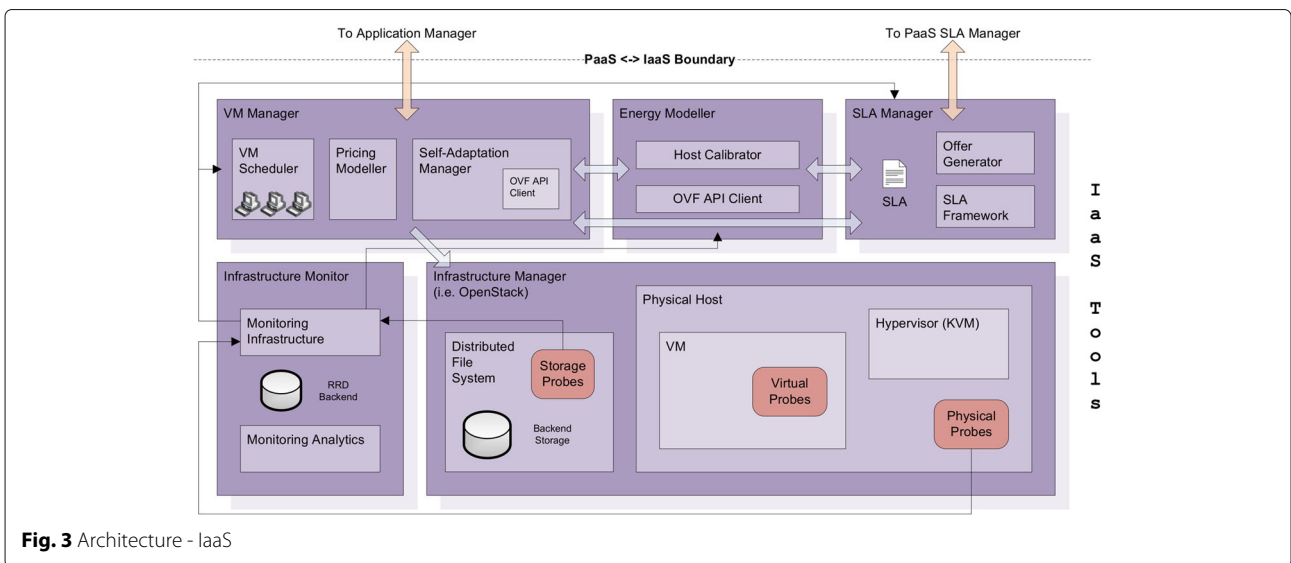 To Application Manager
To PaaS SLA Manager
PaaS <-> IaaS Boundary
VM Manager
VM
Scheduler
Pricing
Modeller
Self-Adaptation
Manager
OVF API
Client
Energy Modeller
Host Calibrator
OVF API Client
SLA Manager
SLA
Offer
Generator
SLA
Framework
IaaS Tools
Infrastructure Monitor
Monitoring
Infrastructure
RRD
Backend
Monitoring Analytics
Infrastructure Manager
(i.e. OpenStack)
Distributed
File
System
Storage
Probes
Backend
Storage
Physical Host
VM
Virtual
Probes
Hypervisor (KVM)
Physical
Probes
Fig. 3 Architecture - IaaS